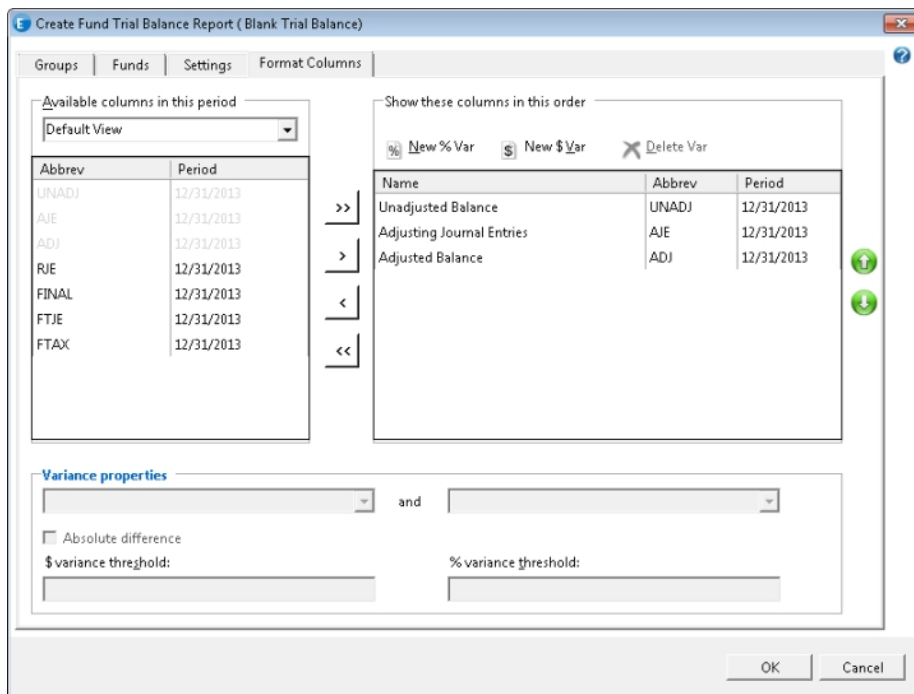 Create Fund Trial Balance Report ( Blank Trial Balance)
Groups Funds Settings Format Columns
Available columns in this period
Default View
Abbrev Period
UNADJ 12/31/2013
AJE 12/31/2013
ADJ 12/31/2013
RJE 12/31/2013
FINAL 12/31/2013
FTJE 12/31/2013
FTAX 12/31/2013
>>
>
<
<<
Show these columns in this order
% New % Var $ New $ Var Delete Var
Name Abbrev Period
Unadjusted Balance UNADJ 12/31/2013
Adjusting Journal Entries AJE 12/31/2013
Adjusted Balance ADJ 12/31/2013
Variance properties
and
Absolute difference
$ variance threshold: % variance threshold:
OK Cancel